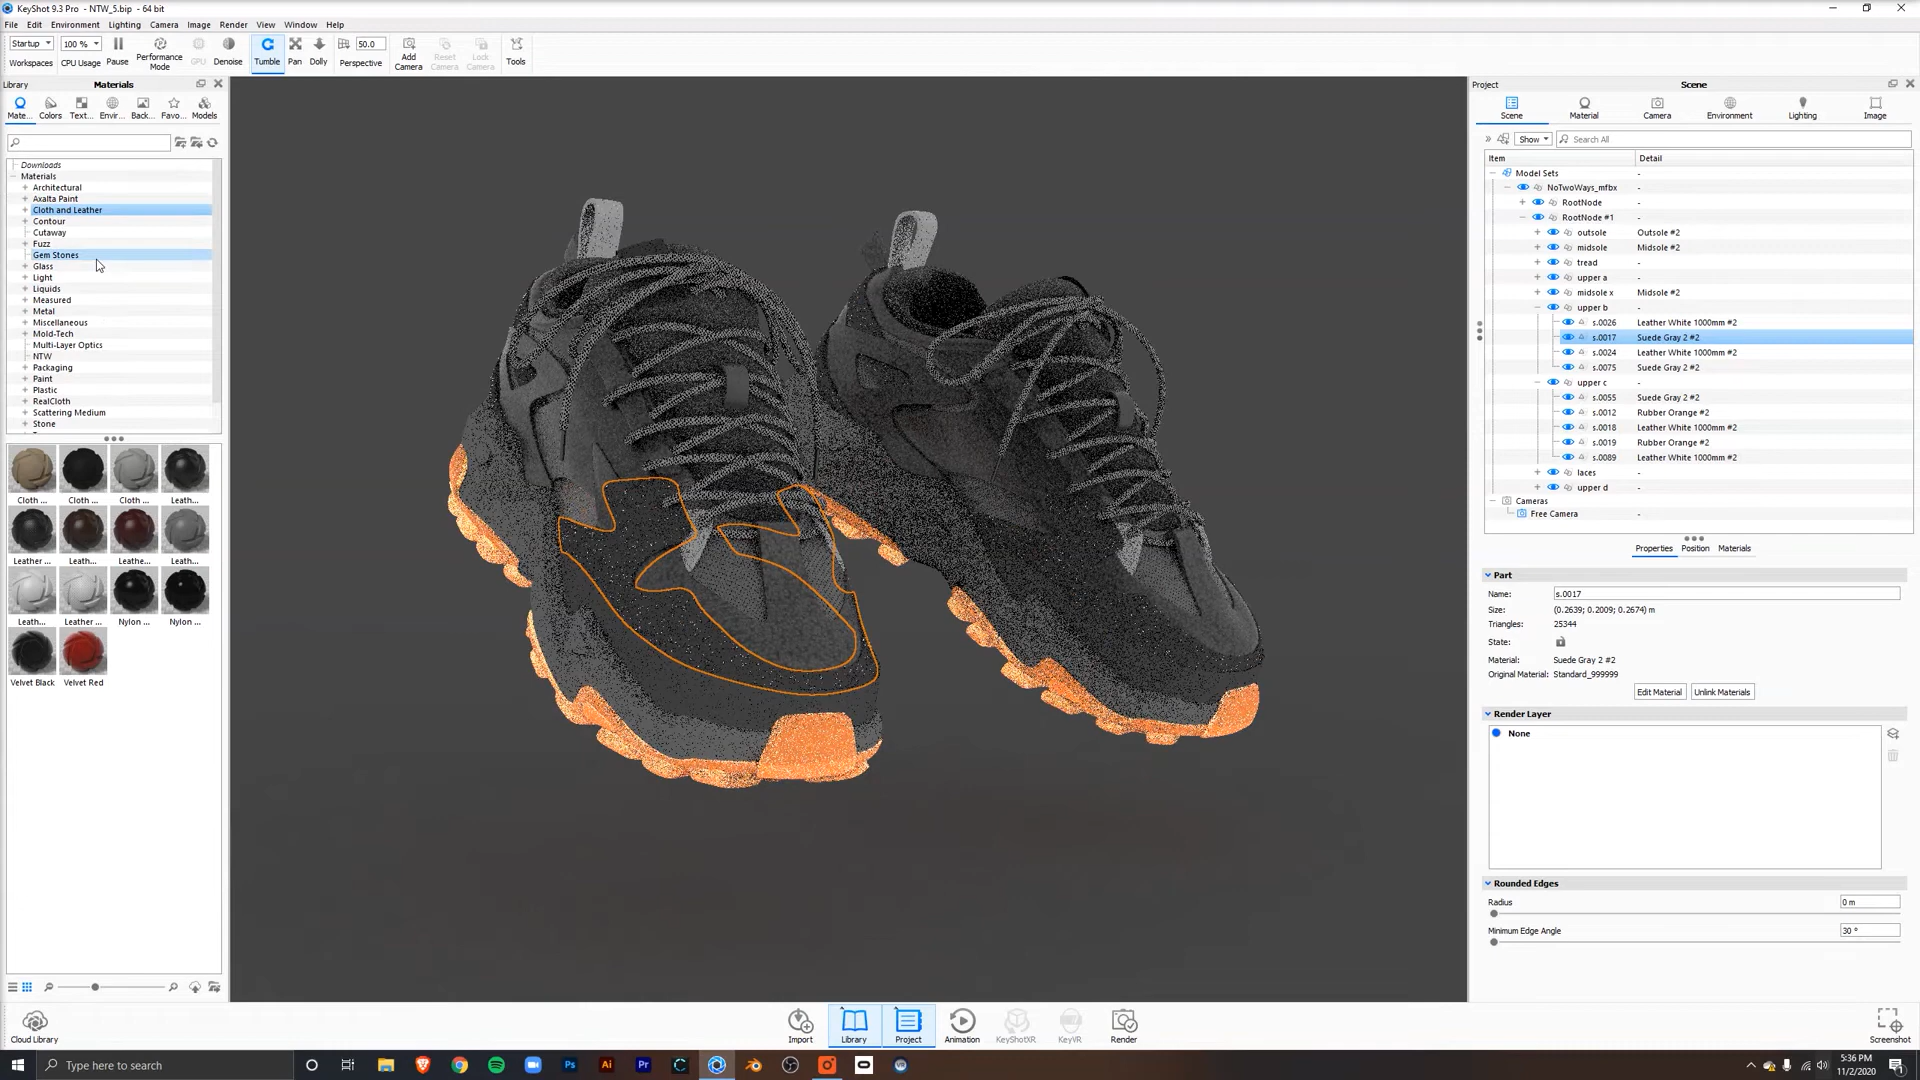 KeyShot 9.3 Pro - NTW_5.bip - 64 bit
File Edit Environment Lighting Camera Image Render View Window Help
Startup 100 % 50.0
Workspaces CPU Usage Pause Performance Mode GPU Denoise Tumble Pan Dolly Perspective Add Camera Reset Camera Lock Camera Tools
Library Materials
Mate... Colors Text... Envir... Back... Favo... Models
Downloads
Materials
Architectural
Axalta Paint
Cloth and Leather
Contour
Cutaway
Fuzz
Gem Stones
Glass
Light
Liquids
Measured
Metal
Miscellaneous
Mold-Tech
Multi-Layer Optics
NTW
Packaging
Paint
Plastic
RealCloth
Scattering Medium
Stone
Cloth ... Cloth ... Cloth ... Leath...
Leather ... Leath... Leathe... Leath...
Leath... Leather ... Nylon ... Nylon ...
Velvet Black Velvet Red
Project Scene
Scene Material Camera Environment Lighting Image
Show Search All
Item Detail
Model Sets -
NoTwoWays_mfbx -
RootNode -
RootNode #1 -
outsole Outsole #2
midsole Midsole #2
tread -
upper a -
midsole x Midsole #2
upper b -
s.0026 Leather White 1000mm #2
s.0017 Suede Gray 2 #2
s.0024 Leather White 1000mm #2
s.0075 Suede Gray 2 #2
upper c -
s.0055 Suede Gray 2 #2
s.0012 Rubber Orange #2
s.0018 Leather White 1000mm #2
s.0019 Rubber Orange #2
s.0089 Leather White 1000mm #2
laces -
upper d -
Cameras -
Free Camera -
Properties Position Materials
Part
Name: s.0017
Size: (0.2639; 0.2009; 0.2674) m
Triangles: 25344
State:
Material: Suede Gray 2 #2
Original Material: Standard_999999
Edit Material Unlink Materials
Render Layer
None
Rounded Edges
Radius 0 m
Minimum Edge Angle 30 °
Cloud Library Import Library Project Animation KeyShotXR KeyVR Render Screenshot
Type here to search
Ps Ai Pr
5:36 PM
11/2/2020